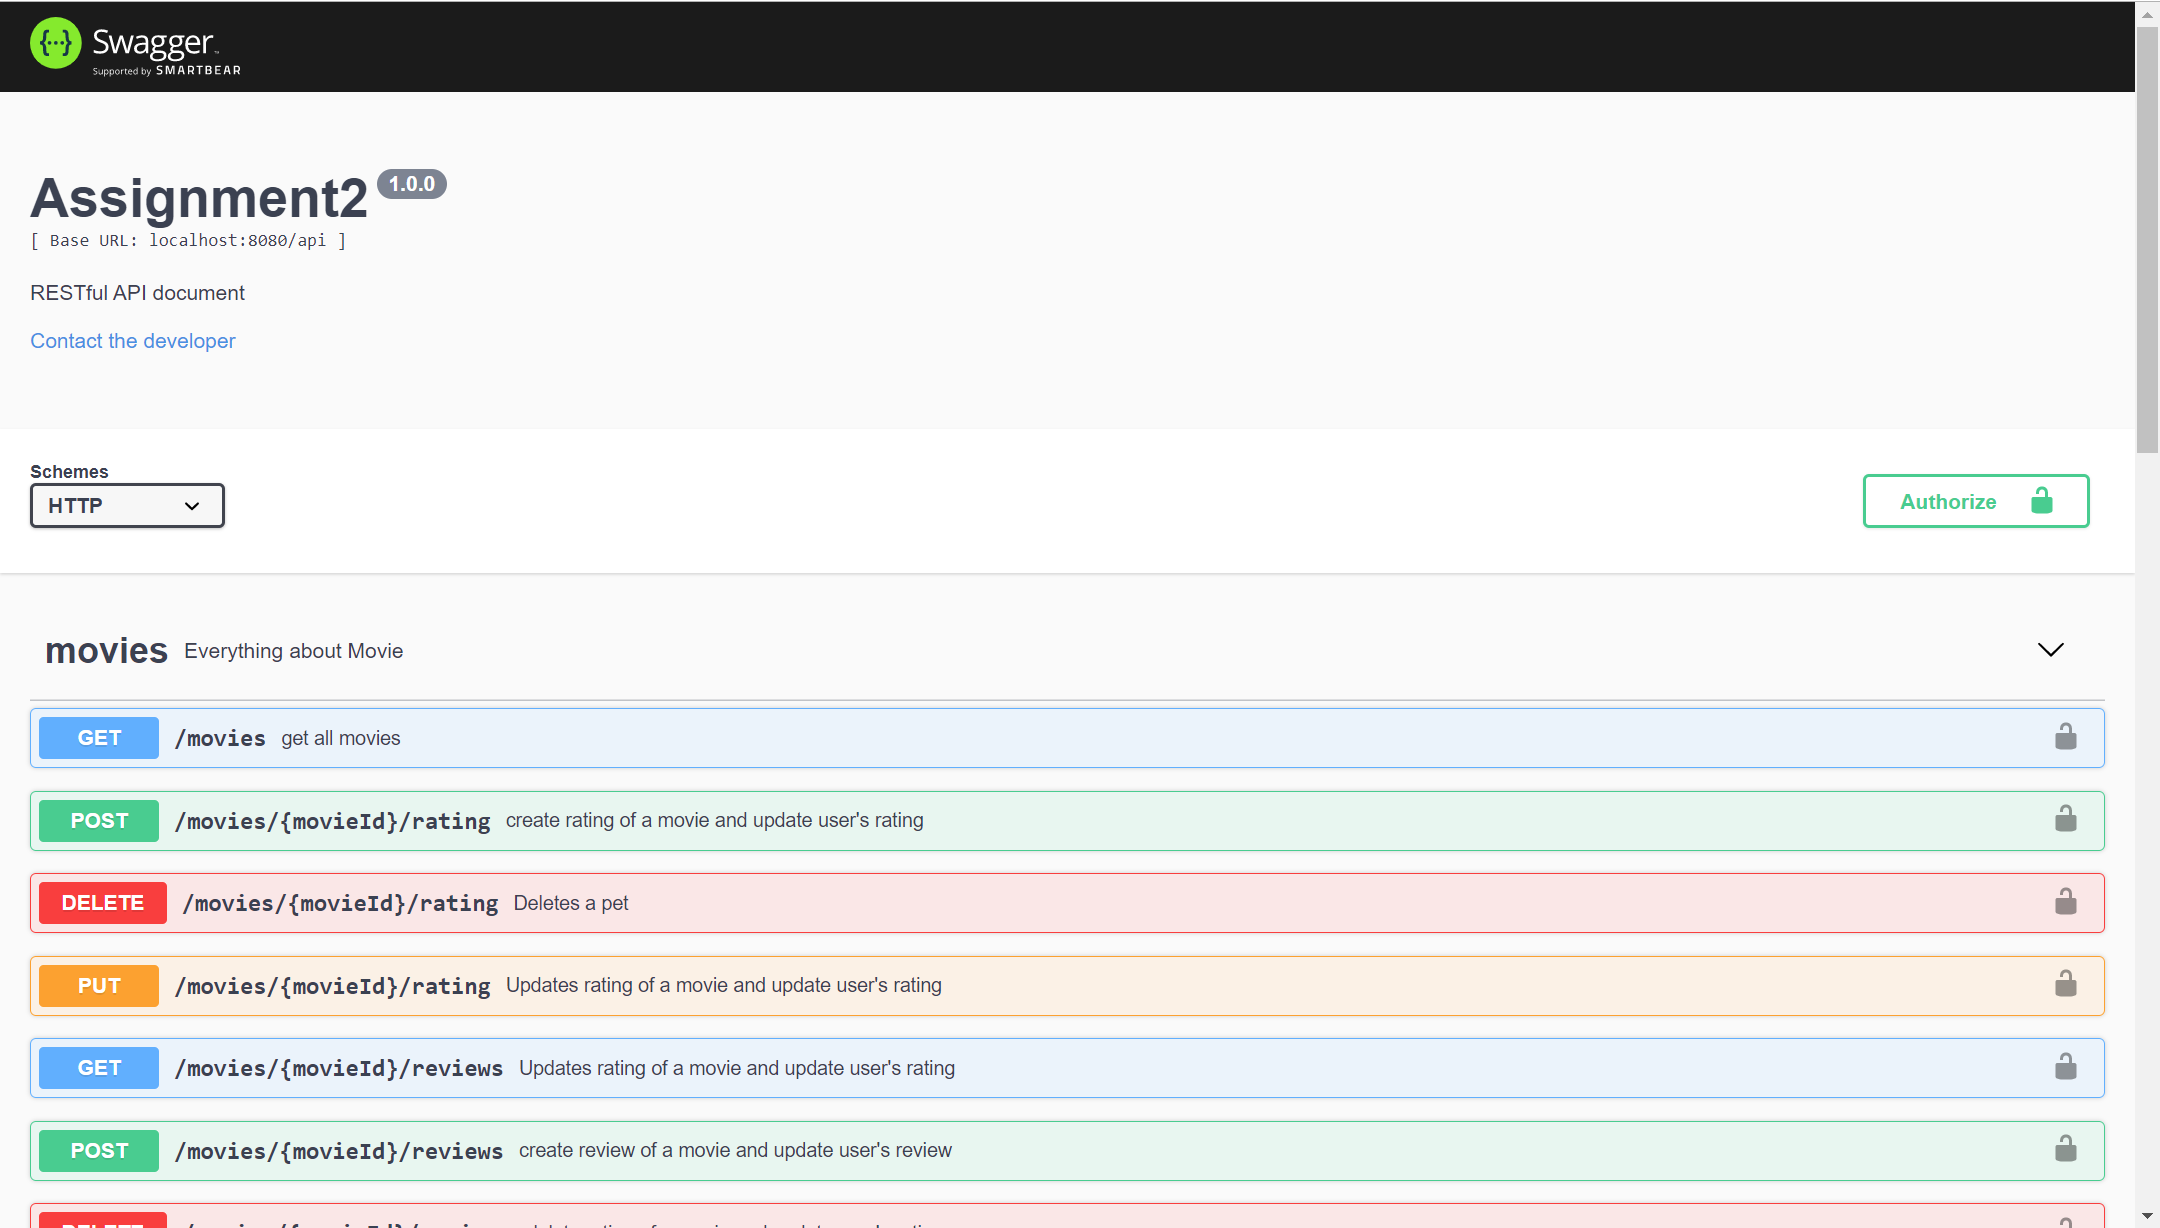 Swagger
Supported by SMARTBEAR
Assignment2 1.0.0
[ Base URL: localhost:8080/api ]
RESTful API document
Contact the developer
Schemes
HTTP
Authorize
movies Everything about Movie
GET /movies get all movies
POST /movies/{movieId}/rating create rating of a movie and update user's rating
DELETE /movies/{movieId}/rating Deletes a pet
PUT /movies/{movieId}/rating Updates rating of a movie and update user's rating
GET /movies/{movieId}/reviews Updates rating of a movie and update user's rating
POST /movies/{movieId}/reviews create review of a movie and update user's review
DELETE